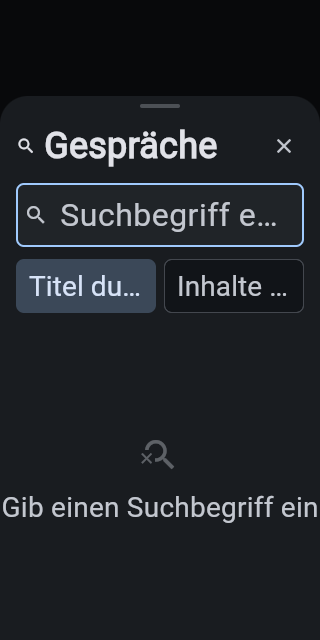 Gespräche
Suchbegriff e...
Titel du...
Inhalte ...
Gib einen Suchbegriff ein